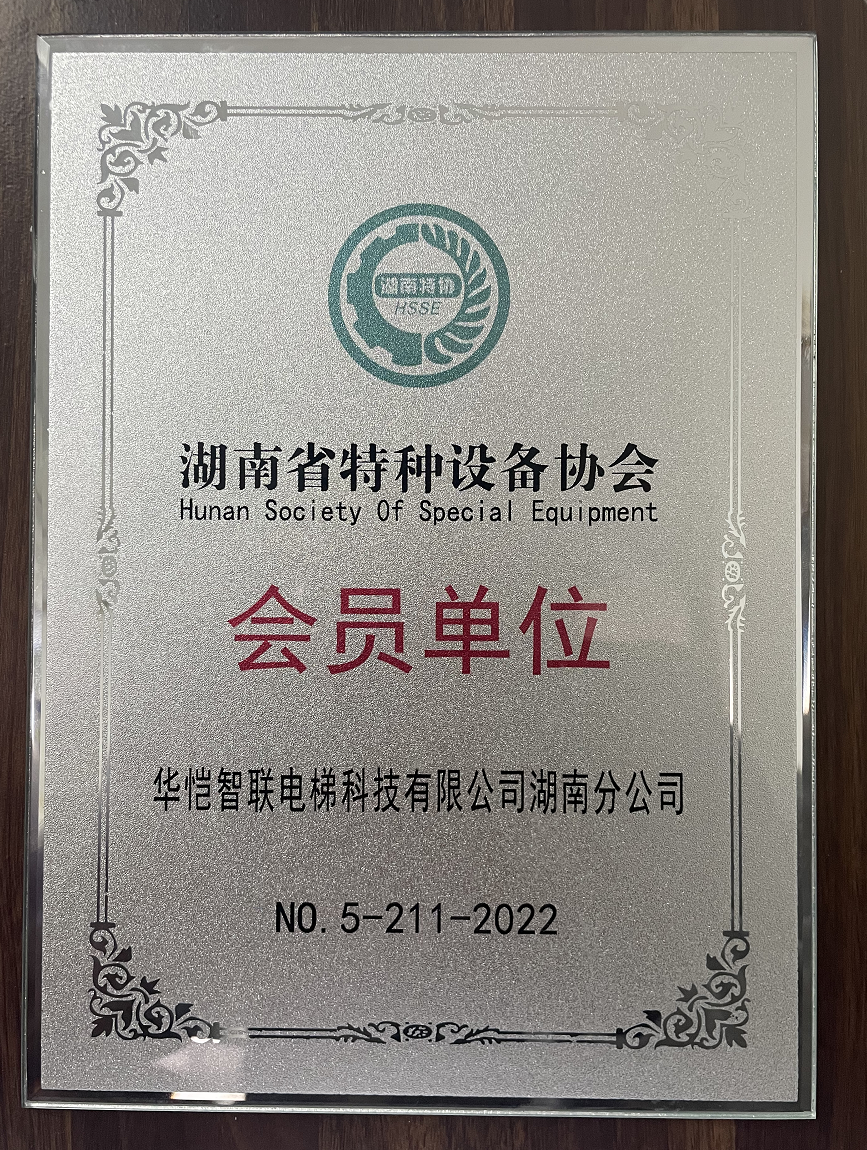 湖南特协
HSSE
湖南省特种设备协会
Hunan Society Of Special Equipment
会员单位
华恺智联电梯科技有限公司湖南分公司
NO. 5-211-2022